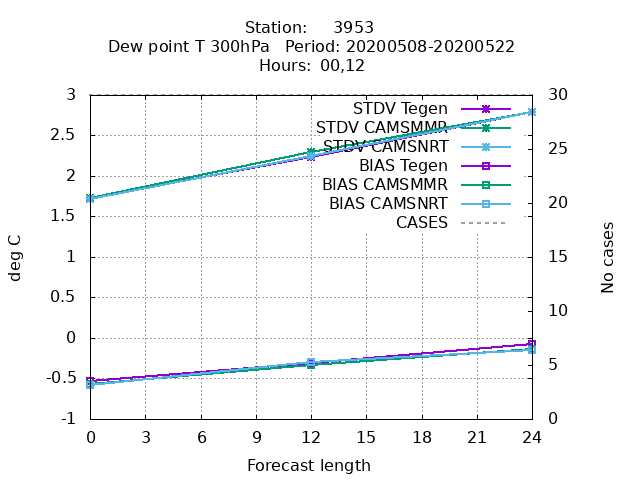 Station: 3953
Dew point T 300hPa Period: 20200508-20200522
Hours: 00,12
3
2.5
2
1.5
1
0.5
0
-0.5
-1
deg C
30
25
20
15
10
5
0
No cases
STDV Tegen
STDV CAMSMMR
STDV CAMSNRT
BIAS Tegen
BIAS CAMSMMR
BIAS CAMSNRT
CASES
0 3 6 9 12 15 18 21 24
Forecast length